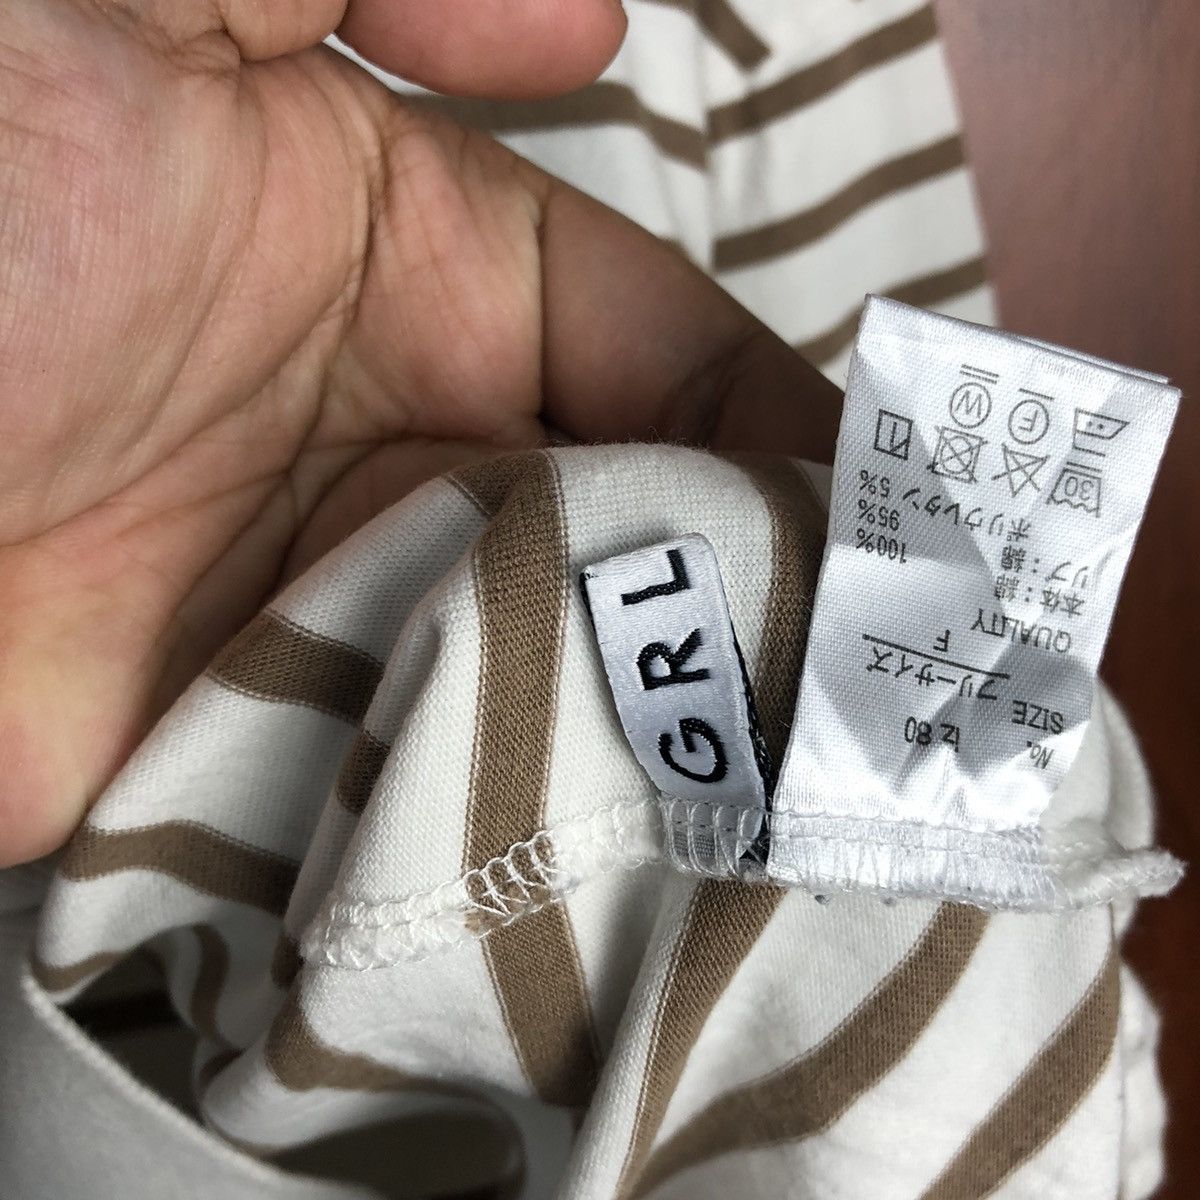 GRL
No. iz 80
SIZE フリーサイズ
F
QUALITY
本体：綿 100%
リブ：綿 95%
ポリウレタン 5%
30
F
W